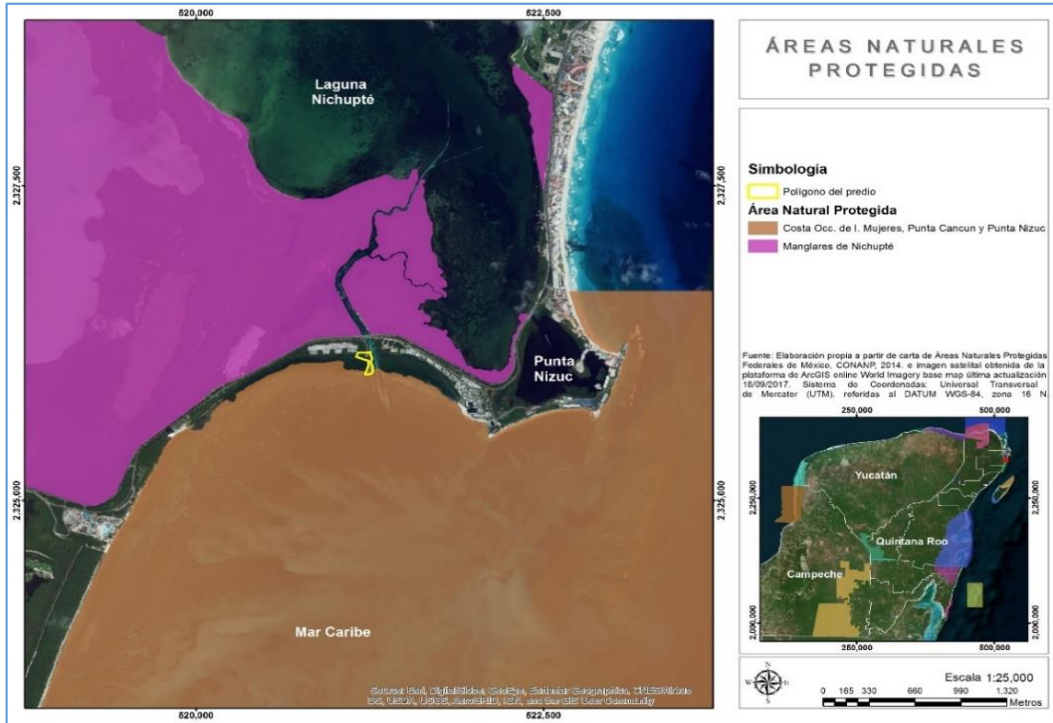 520,000
522,500
Laguna
Nichupté
2,327,500
2,327,500
Punta
Nizuc
2,325,000
2,325,000
Mar Caribe
520,000
522,500
ÁREAS NATURALES
PROTEGIDAS
Simbología
Polígono del predio
Área Natural Protegida
Costa Occ. de I. Mujeres, Punta Cancun y Punta Nizuc
Manglares de Nichupté
Fuente: Elaboración propia a partir de carta de Áreas Naturales Protegidas
Federales de México, CONANP, 2014. e imagen satelital obtenida de la
plataforma de ArcGIS online World Imagery base map última actualización
18/09/2017. Sistema de Coordenadas: Universal Transversal
de Mercater (UTM), referidas al DATUM WGS-84, zona 16 N.
250,000
500,000
Yucatán
2,250,000
2,250,000
Quintana Roo
Campeche
2,000,000
2,000,000
250,000
500,000
N
W
E
S
Escala 1:25,000
0 165 330 660 990 1,320
Metros